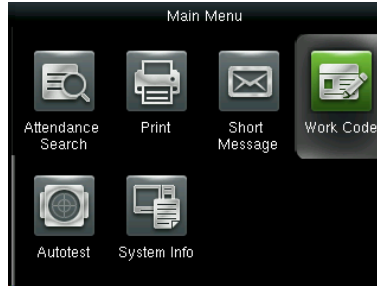 Main Menu
Attendance Search
Print
Short Message
Work Code
Autotest
System Info